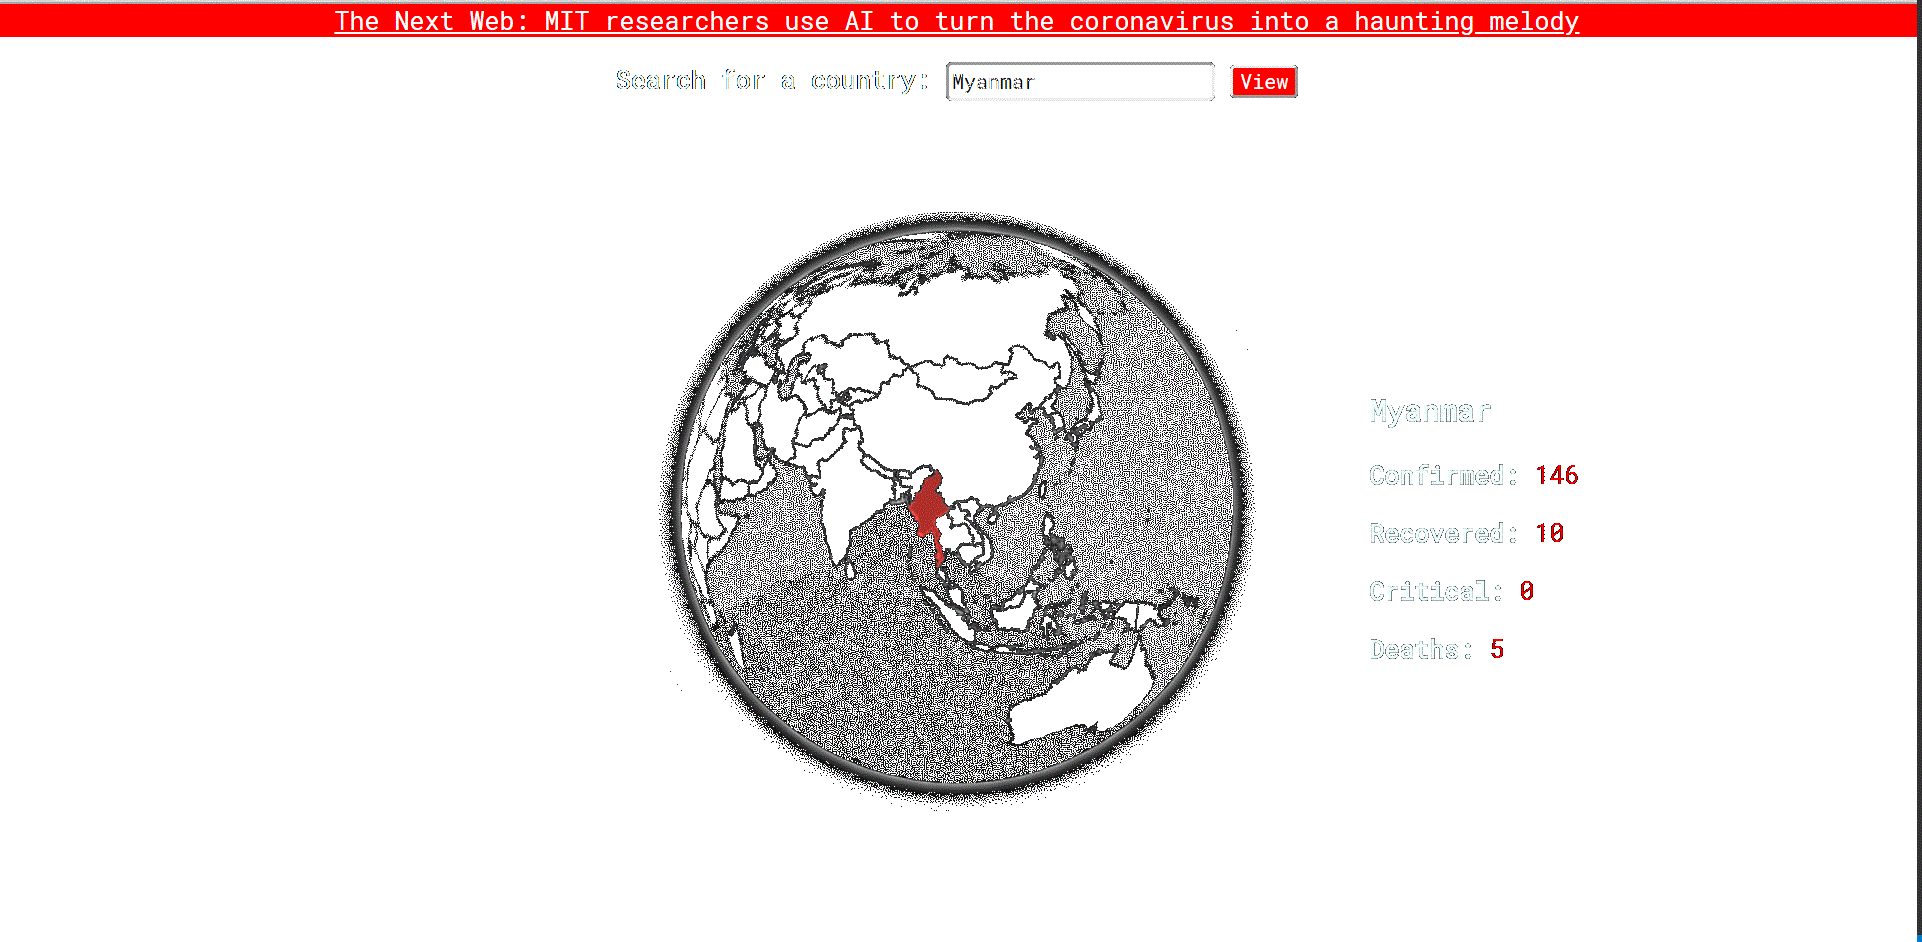 The Next Web: MIT researchers use AI to turn the coronavirus into a haunting melody
Search for a country: Myanmar View
Myanmar
Confirmed: 146
Recovered: 10
Critical: 0
Deaths: 5